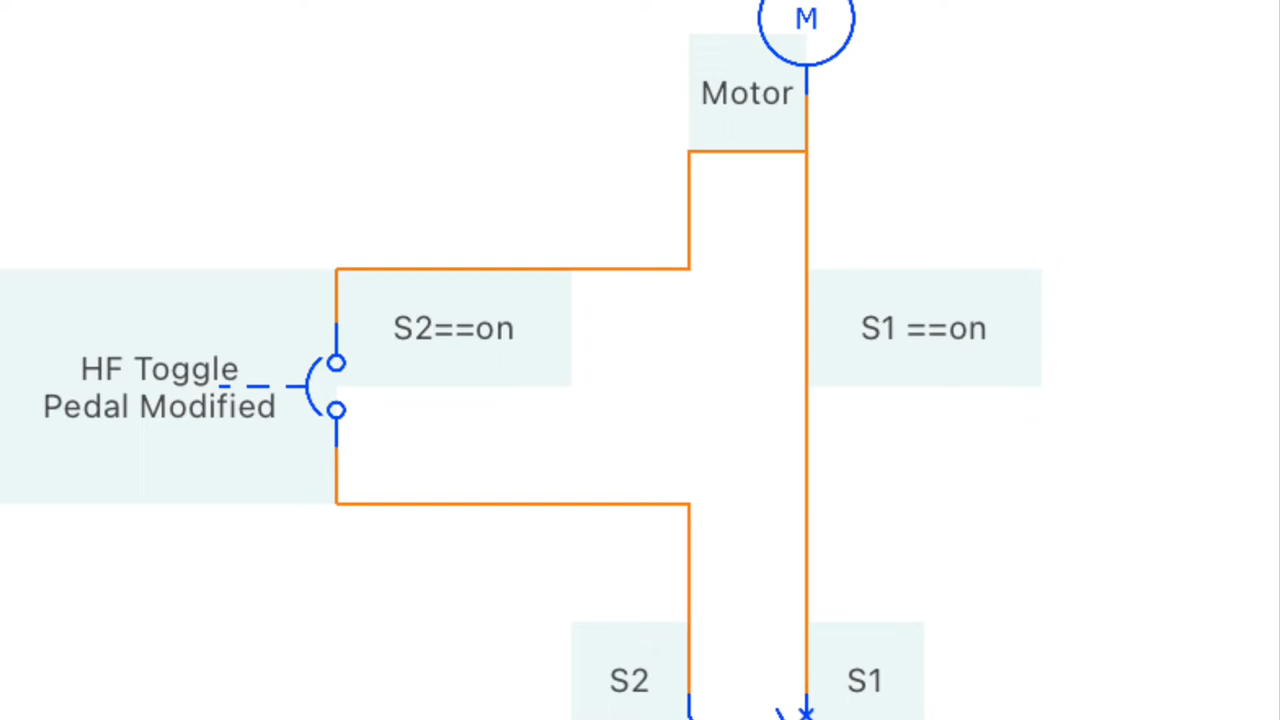 M
Motor
S2==on
S1 ==on
HF Toggle
Pedal Modified
S2
S1